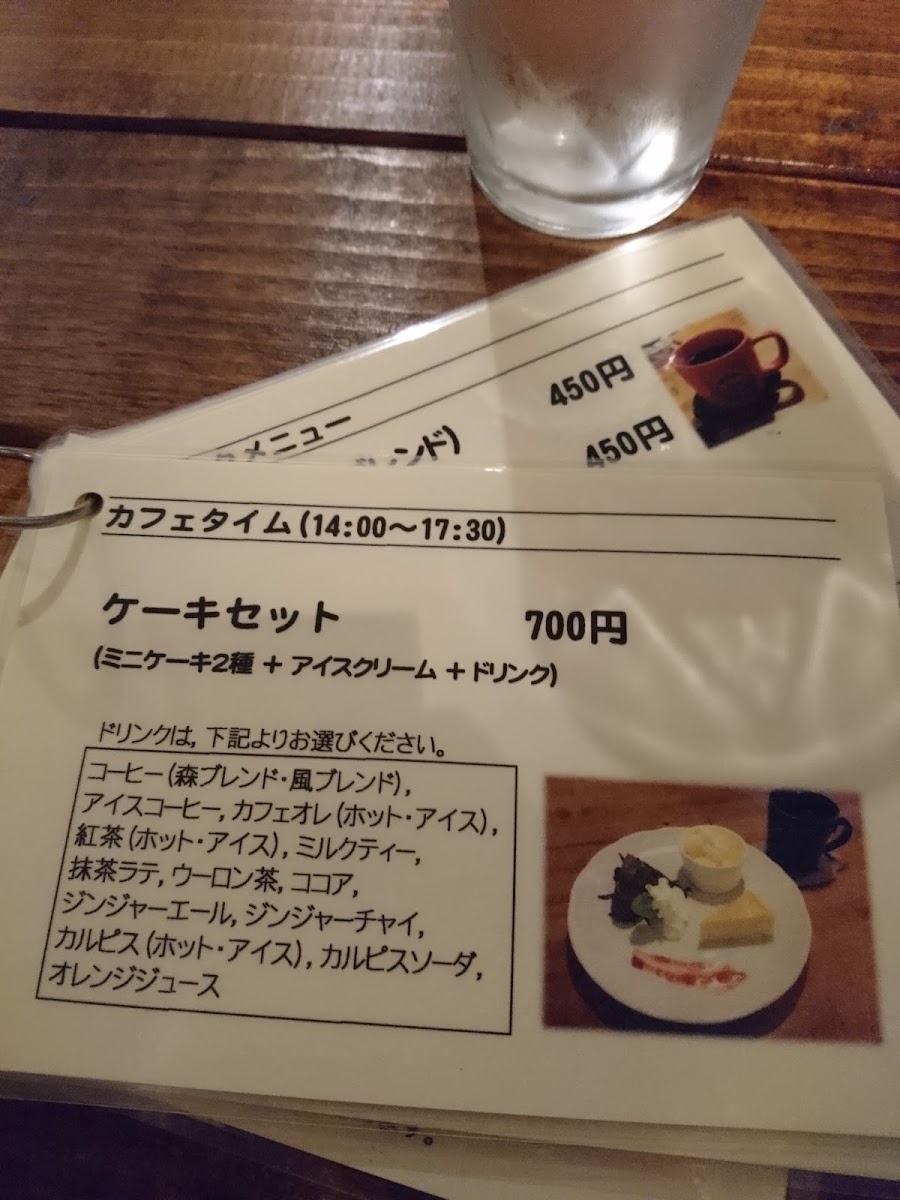 メニュー
ブレンド)
450円
450円
カフェタイム(14:00～17:30)
ケーキセット 700円
(ミニケーキ2種 + アイスクリーム + ドリンク)
ドリンクは, 下記よりお選びください。
コーヒー(森ブレンド・風ブレンド),
アイスコーヒー, カフェオレ(ホット・アイス),
紅茶(ホット・アイス), ミルクティー,
抹茶ラテ, ウーロン茶, ココア,
ジンジャーエール, ジンジャーチャイ,
カルピス(ホット・アイス), カルピスソーダ,
オレンジジュース